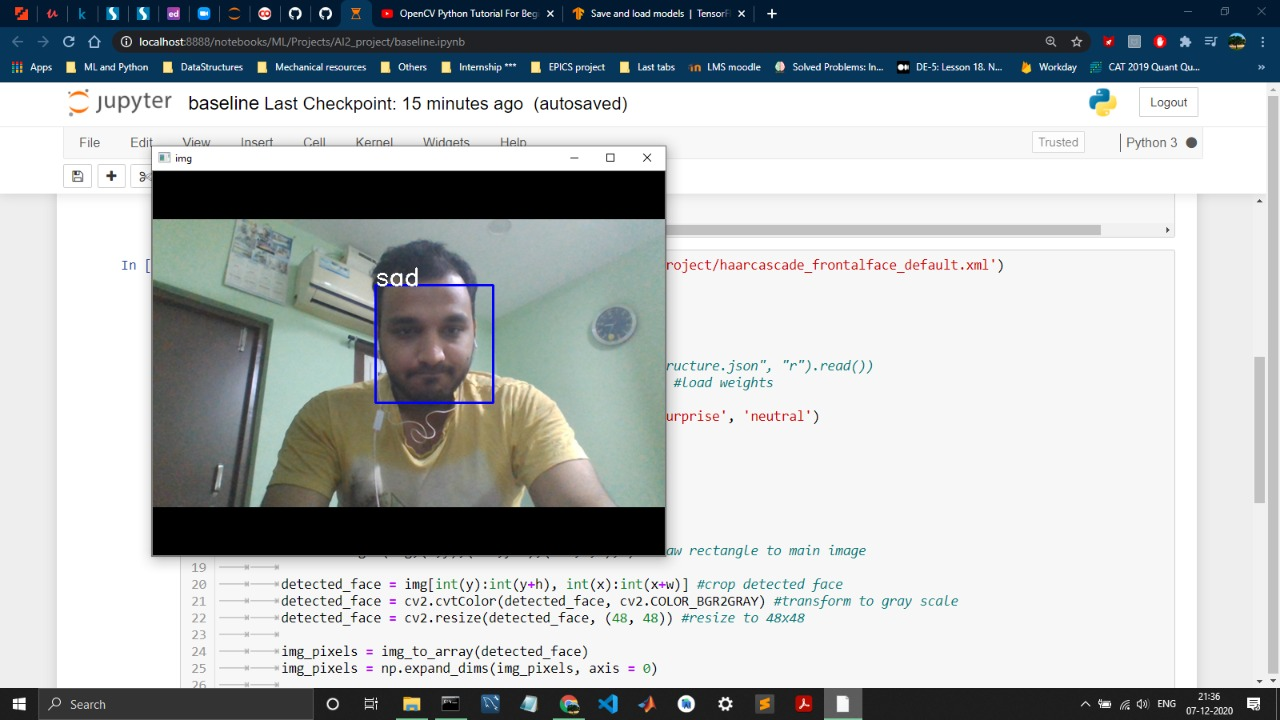 OpenCV Python Tutorial For Beg
Save and load models | TensorFl
localhost:8888/notebooks/ML/Projects/AI2_project/baseline.ipynb
Apps ML and Python DataStructures Mechanical resources Others Internship *** EPICS project Last tabs LMS moodle Solved Problems: In... DE-5: Lesson 18. N... Workday CAT 2019 Quant Qu... »
jupyter baseline Last Checkpoint: 15 minutes ago (autosaved) Logout
File Edit View Insert Cell Kernel Widgets Help Trusted Python 3
img
sad
In [ roject/haarcascade_frontalface_default.xml')
ructure.json", "r").read())
#load weights
urprise', 'neutral')
aw rectangle to main image
19
20 detected_face = img[int(y):int(y+h), int(x):int(x+w)] #crop detected face
21 detected_face = cv2.cvtColor(detected_face, cv2.COLOR_BGR2GRAY) #transform to gray scale
22 detected_face = cv2.resize(detected_face, (48, 48)) #resize to 48x48
23
24 img_pixels = img_to_array(detected_face)
25 img_pixels = np.expand_dims(img_pixels, axis = 0)
26
Search
ENG
21:36
07-12-2020